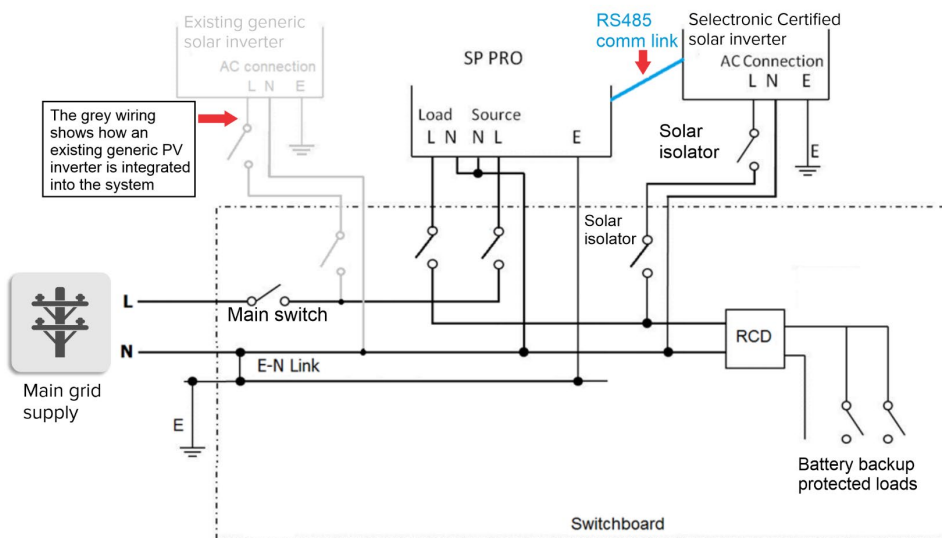 Existing generic
solar inverter
AC connection
L N E
The grey wiring
shows how an
existing generic PV
inverter is integrated
into the system
SP PRO
Load Source
L N N L E
RS485
comm link
Selectronic Certified
solar inverter
AC Connection
L N E
Solar
isolator
E
Solar
isolator
L
Main switch
N
E-N Link
Main grid
supply
E
RCD
Battery backup
protected loads
Switchboard